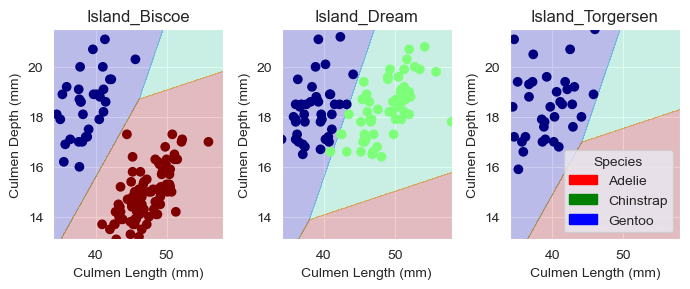 Island_Biscoe
Island_Dream
Island_Torgersen
Culmen Depth (mm)
20
18
16
14
40
50
Culmen Length (mm)
Culmen Depth (mm)
20
18
16
14
40
50
Culmen Length (mm)
Culmen Depth (mm)
20
18
16
14
40
50
Culmen Length (mm)
Species
Adelie
Chinstrap
Gentoo